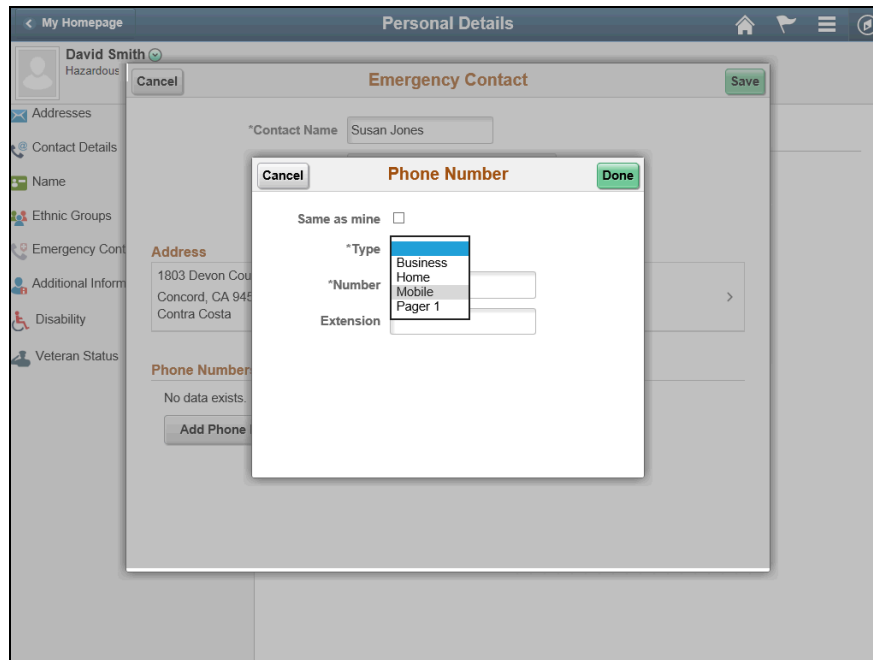 My Homepage
Personal Details
David Smith
Hazardous
Cancel
Emergency Contact
Save
Addresses
Contact Details
Name
Ethnic Groups
Emergency Cont
Additional Inform
Disability
Veteran Status
*Contact Name Susan Jones
Cancel
Phone Number
Done
Same as mine
*Type
Business
Home
Mobile
Pager 1
*Number
Extension
Address
1803 Devon Cou
Concord, CA 945
Contra Costa
Phone Number
No data exists.
Add Phone